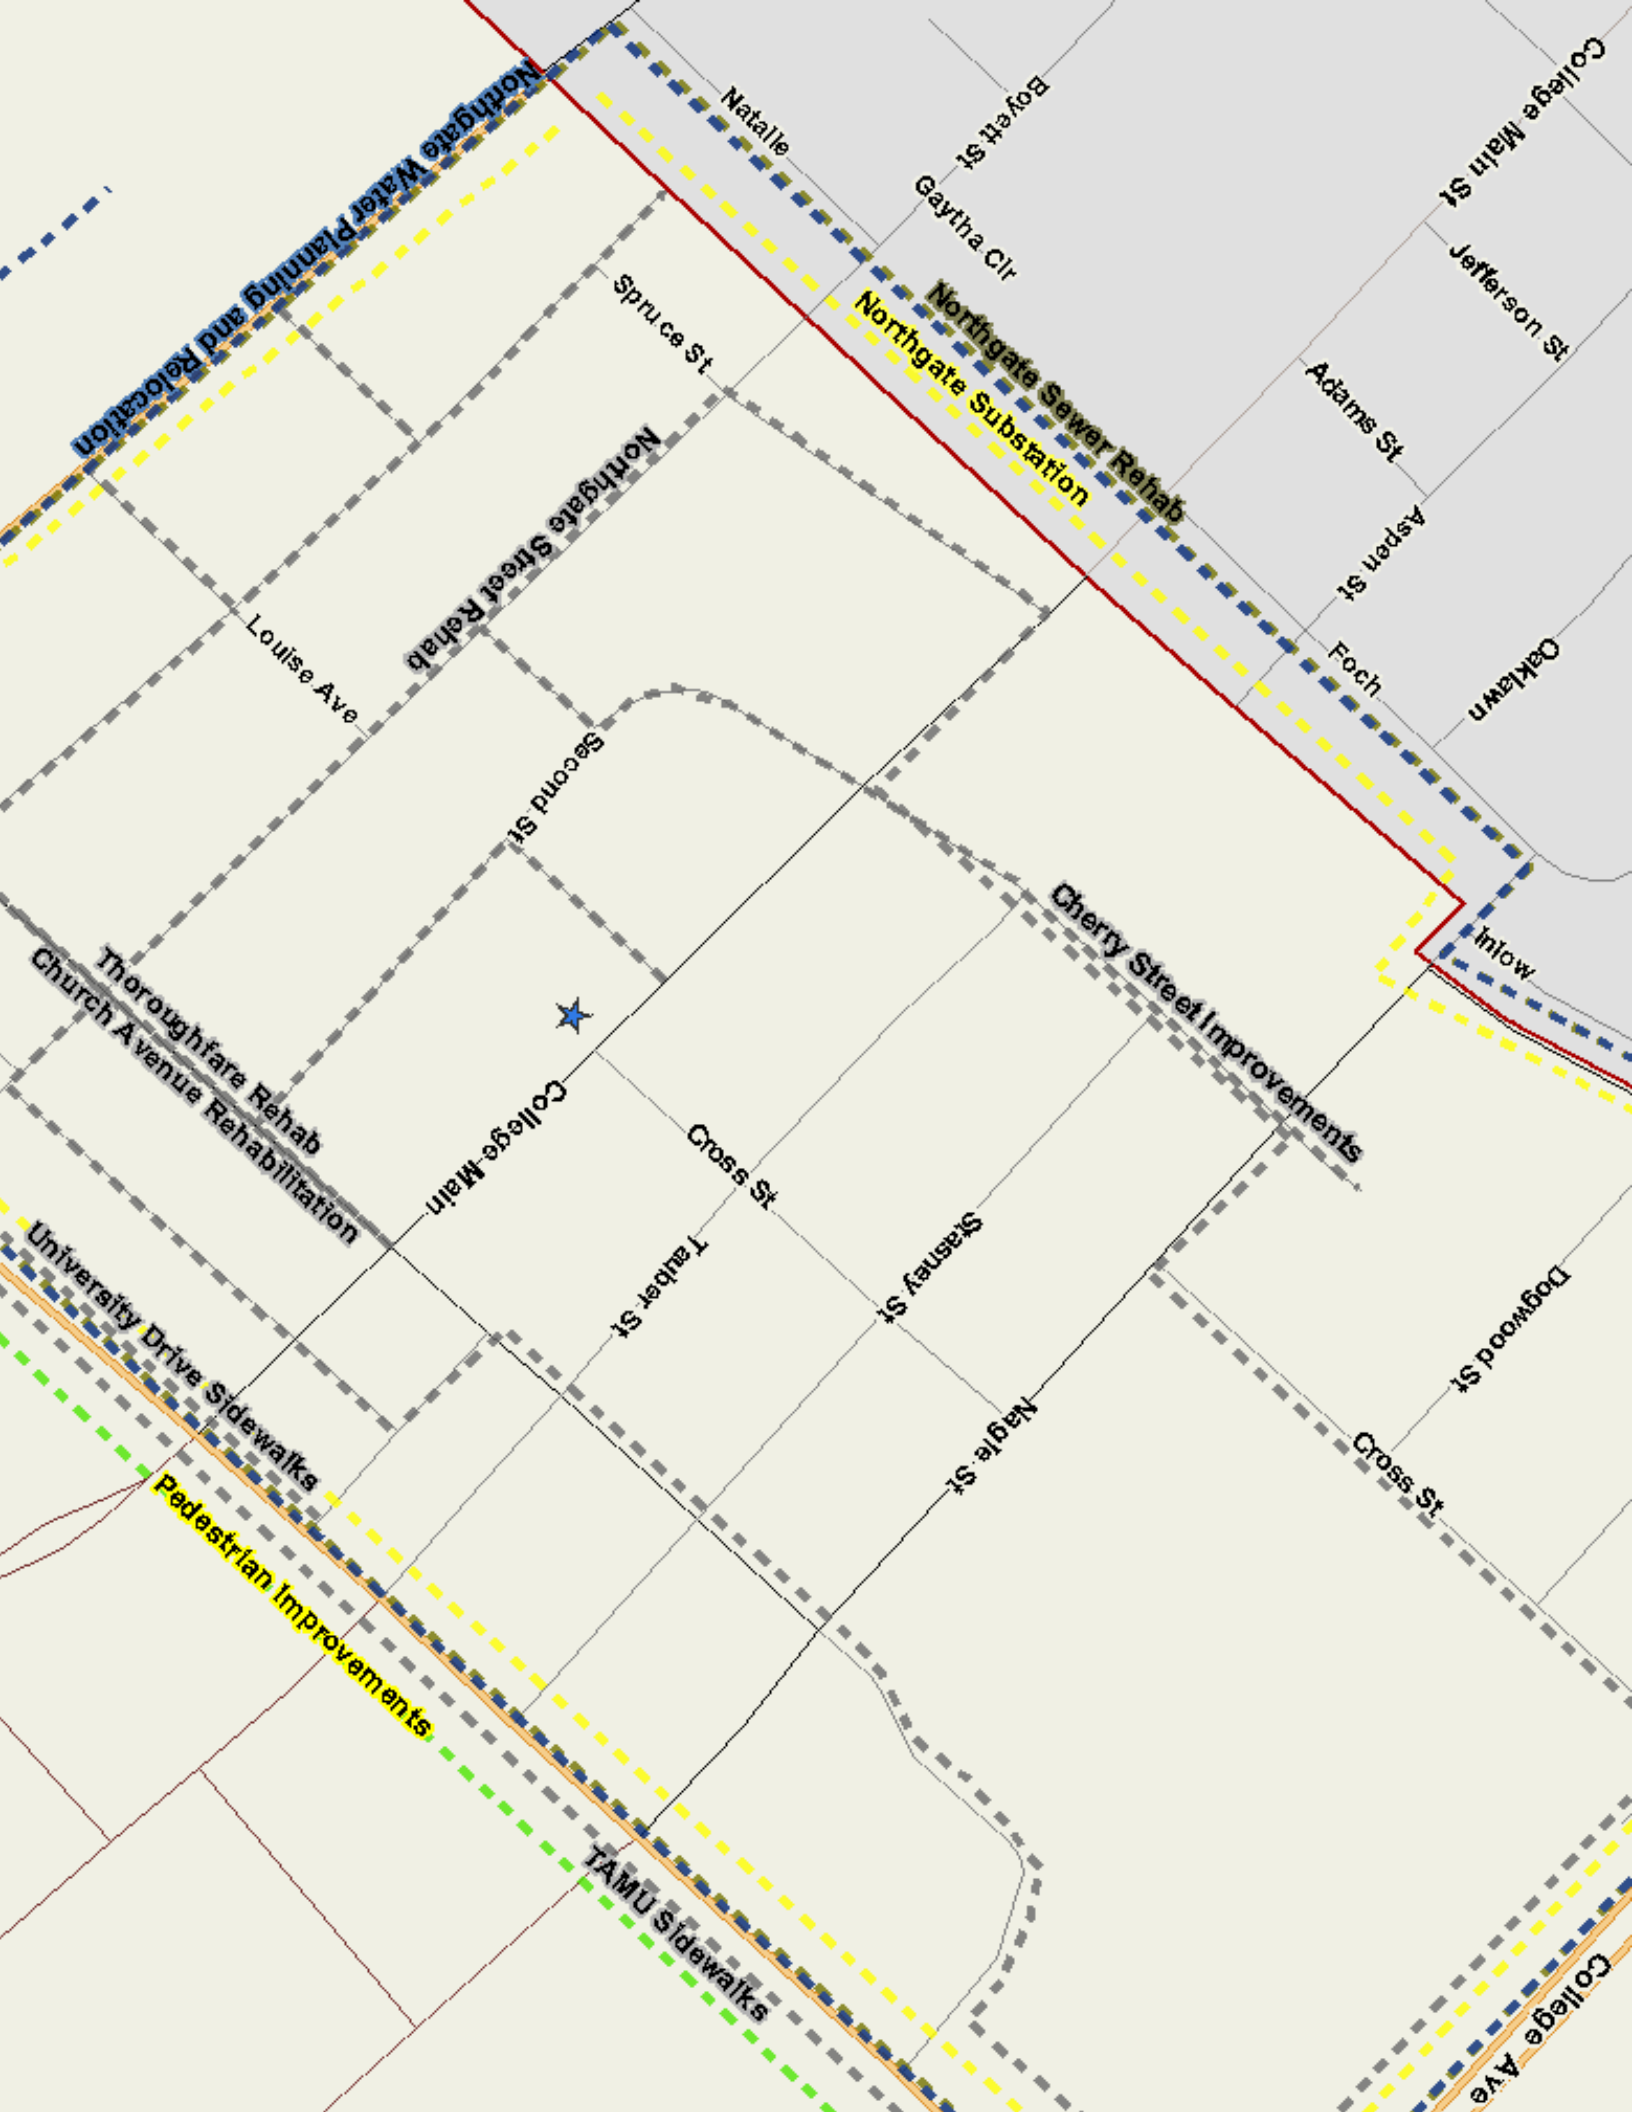 Northgate Water Planning and Relocation
Natalie
Boyett St
College Main St
Gaytha Cir
Jefferson St
Spruce St
Northgate Sewer Rehab
Northgate Substation
Adams St
Aspen St
Northgate Street Rehab
Louise Ave
Foch
Oaklawn
Second St
Cherry Street Improvements
Inlow
Thoroughfare Rehab
Church Avenue Rehabilitation
College Main
Cross St
Tauber St
Stasney St
University Drive Sidewalks
Dogwood St
Nagle St
Cross St
Pedestrian Improvements
TAMU Sidewalks
College Ave